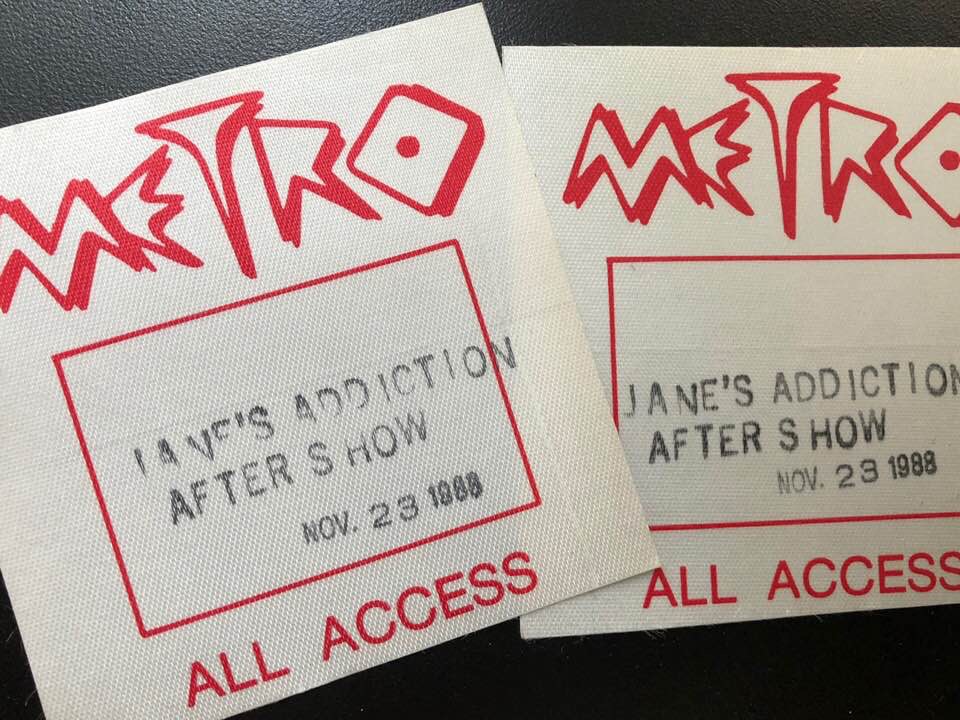 METRO
JANE'S ADDICTION
AFTER SHOW
NOV. 23 1988
ALL ACCESS
METRO
JANE'S ADDICTION
AFTER SHOW
NOV. 23 1988
ALL ACCESS